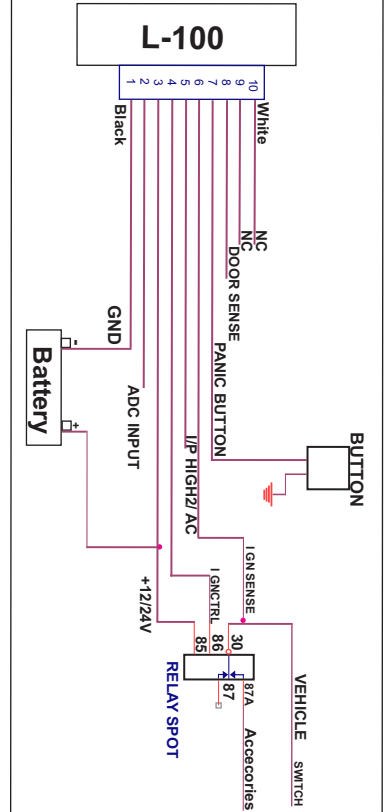 L-100
1 2 3 4 5 6 7 8 9 10
Black
White
NC
NC
DOOR SENSE
PANIC BUTTON
BUTTON
GND
ADC INPUT
I/P HIGH2/ AC
IGN SENSE
I GNCTRL
+12/24V
- +
Battery
30
86
85
87A
87
RELAY SPOT
VEHICLE SWITCH
Accecories